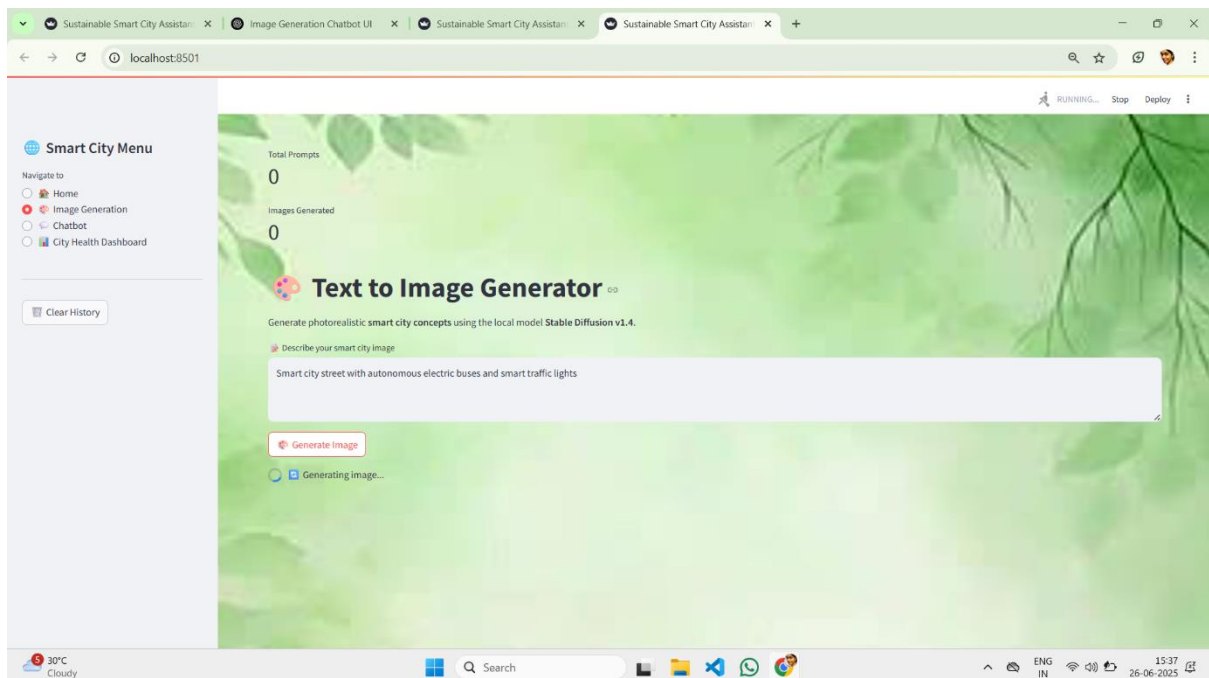 Sustainable Smart City Assistan
Image Generation Chatbot UI
Sustainable Smart City Assistan
Sustainable Smart City Assistan
localhost:8501
RUNNING...
Stop
Deploy
Smart City Menu
Navigate to
Home
Image Generation
Chatbot
City Health Dashboard
Clear History
Total Prompts
0
Images Generated
0
Text to Image Generator
Generate photorealistic smart city concepts using the local model Stable Diffusion v1.4.
Describe your smart city image
Smart city street with autonomous electric buses and smart traffic lights
Generate Image
Generating image...
5
30°C
Cloudy
Search
ENG
IN
15:37
26-06-2025